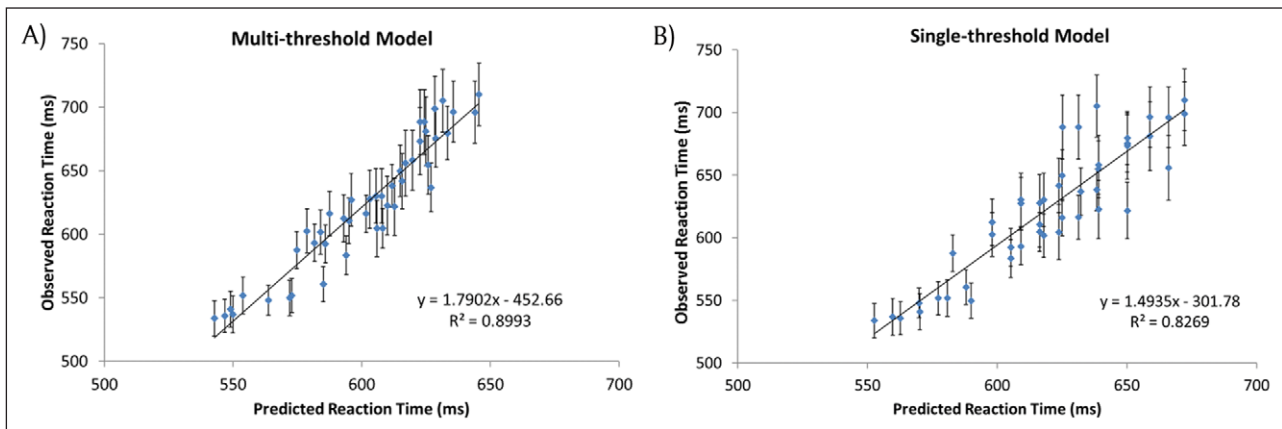 A)
Multi-threshold Model
750
700
650
600
550
500
Observed Reaction Time (ms)
y = 1.7902x - 452.66
R² = 0.8993
500
550
600
650
700
Predicted Reaction Time (ms)
B)
Single-threshold Model
750
700
650
600
550
500
Observed Reaction Time (ms)
y = 1.4935x - 301.78
R² = 0.8269
500
550
600
650
700
Predicted Reaction Time (ms)